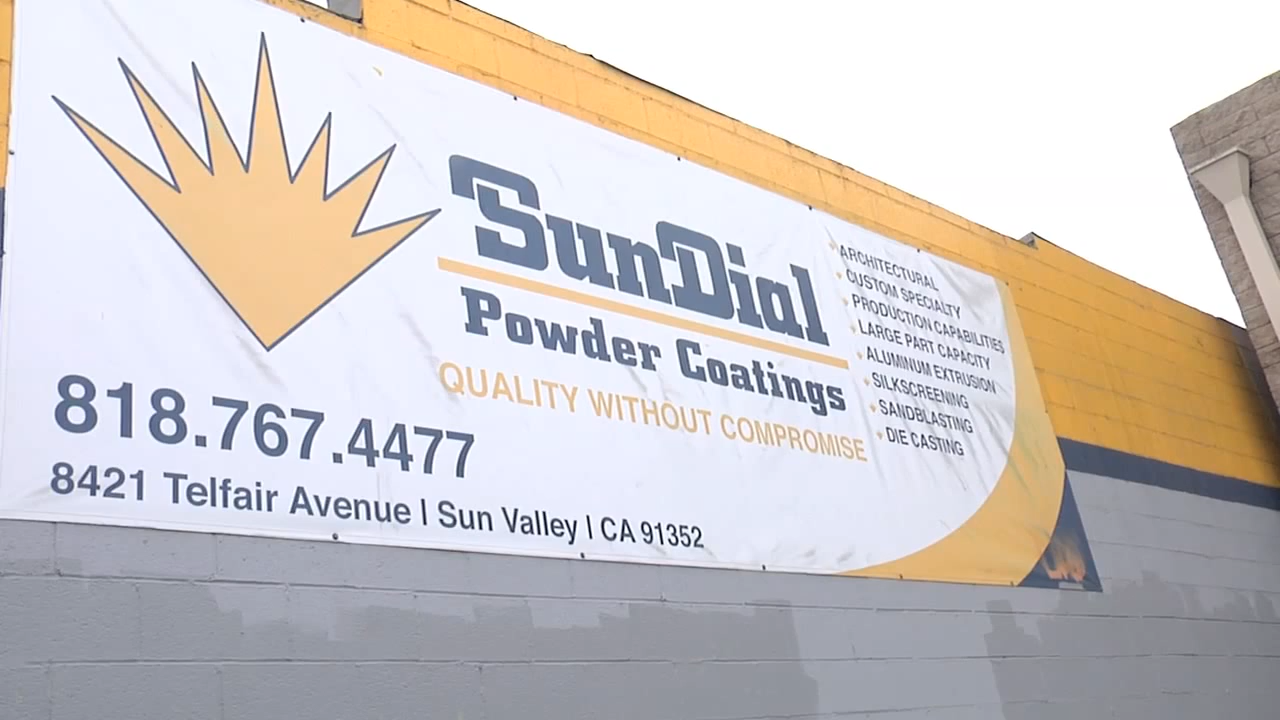 SunDial
Powder Coatings
QUALITY WITHOUT COMPROMISE
ARCHITECTURAL
CUSTOM SPECIALTY
PRODUCTION CAPABILITIES
LARGE PART CAPACITY
ALUMINUM EXTRUSION
SILKSCREENING
SANDBLASTING
DIE CASTING
818.767.4477
8421 Telfair Avenue | Sun Valley | CA 91352